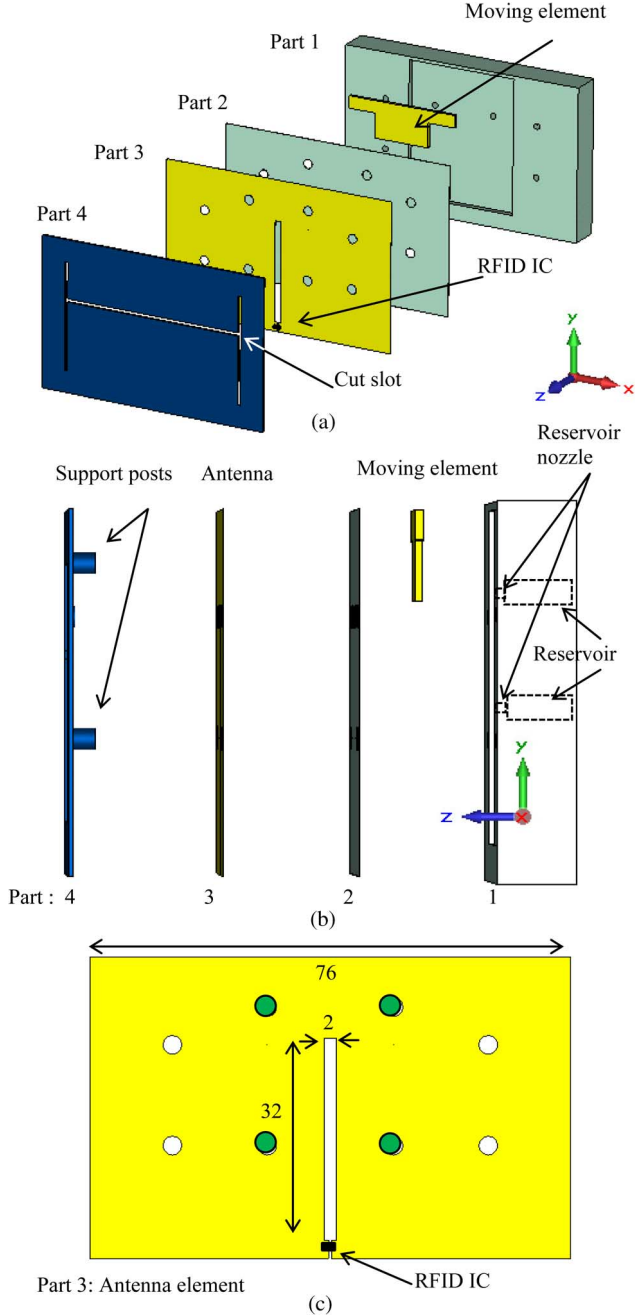 Moving element
Part 1
Part 2
Part 3
Part 4
RFID IC
Cut slot
Y
Z
X
(a)
Reservoir
nozzle
Support posts
Antenna
Moving element
Reservoir
Y
Z
X
Part : 4
3
2
1
(b)
76
2
32
RFID IC
Part 3: Antenna element
(c)